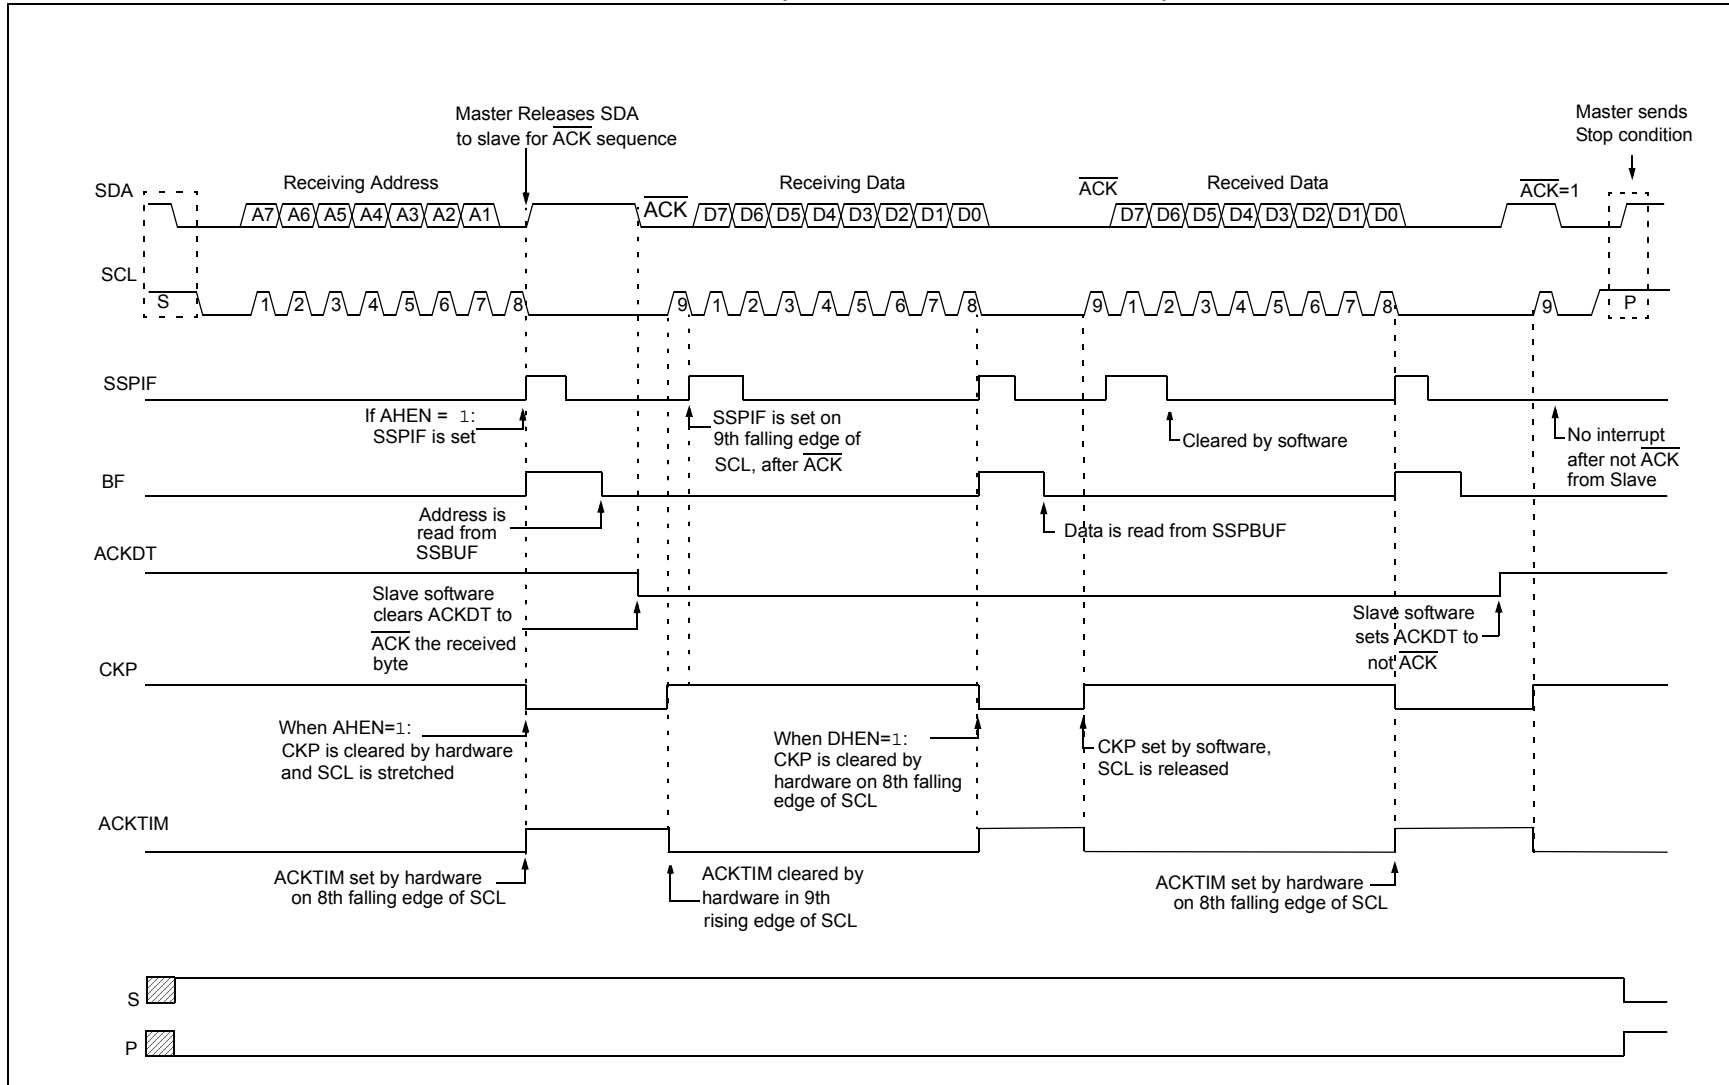 Master Releases SDA
to slave for ACK sequence
Master sends
Stop condition
SDA
Receiving Address
ACK
Receiving Data
ACK
Received Data
ACK=1
A7 A6 A5 A4 A3 A2 A1
D7 D6 D5 D4 D3 D2 D1 D0
D7 D6 D5 D4 D3 D2 D1 D0
SCL
S
1 2 3 4 5 6 7 8
9 1 2 3 4 5 6 7 8
9 1 2 3 4 5 6 7 8
9
P
SSPIF
If AHEN = 1:
SSPIF is set
SSPIF is set on
9th falling edge of
SCL, after ACK
Cleared by software
No interrupt
after not ACK
from Slave
BF
Address is
read from
SSBUF
Data is read from SSPBUF
ACKDT
Slave software
clears ACKDT to
ACK the received
byte
Slave software
sets ACKDT to
not ACK
CKP
When AHEN=1:
CKP is cleared by hardware
and SCL is stretched
When DHEN=1:
CKP is cleared by
hardware on 8th falling
edge of SCL
CKP set by software,
SCL is released
ACKTIM
ACKTIM set by hardware
on 8th falling edge of SCL
ACKTIM cleared by
hardware in 9th
rising edge of SCL
ACKTIM set by hardware
on 8th falling edge of SCL
S
P